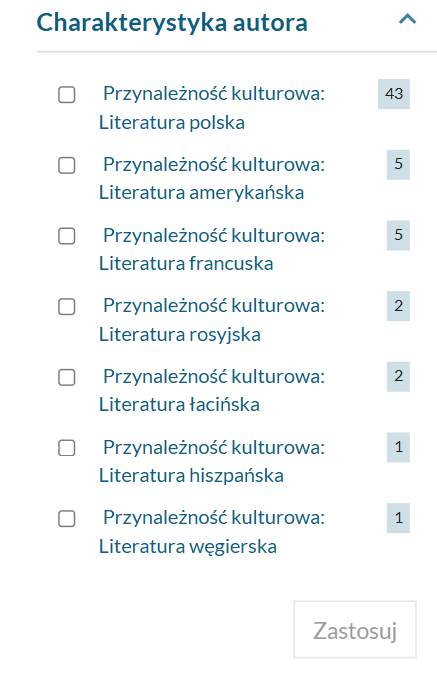 Charakterystyka autora
Przynależność kulturowa: 43
Literatura polska
Przynależność kulturowa: 5
Literatura amerykańska
Przynależność kulturowa: 5
Literatura francuska
Przynależność kulturowa: 2
Literatura rosyjska
Przynależność kulturowa: 2
Literatura łacińska
Przynależność kulturowa: 1
Literatura hiszpańska
Przynależność kulturowa: 1
Literatura węgierska
Zastosuj